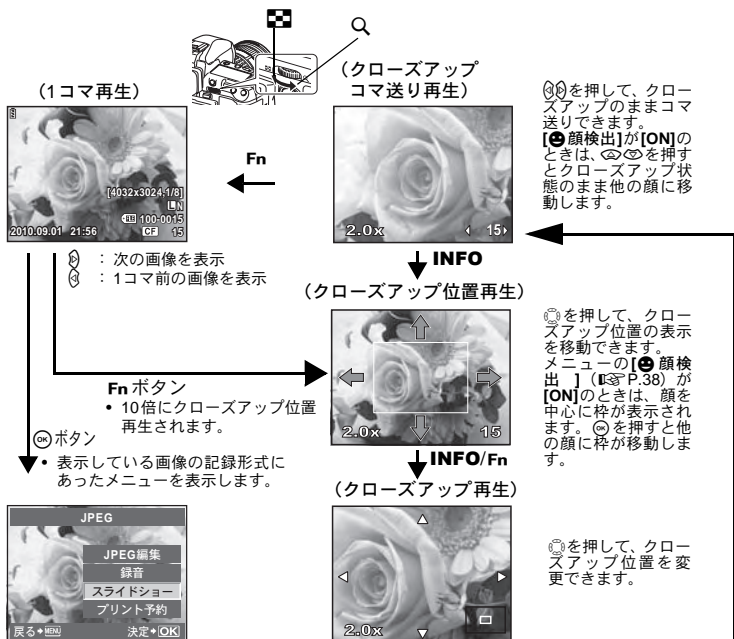 (1コマ再生)
[4032x3024,1/8]
N
100-0015
2010.09.01 21:56
CF 15
: 次の画像を表示
: 1コマ前の画像を表示
Fn
(クローズアップ
コマ送り再生)
2.0x
15
を押して、クロー
ズアップのままコマ
送りできます。
[顔検出]が[ON]の
ときは、を押す
とクローズアップ状
態のまま他の顔に移
動します。
INFO
(クローズアップ位置再生)
2.0x
15
を押して、クロー
ズアップ位置の表示
を移動できます。
メニューの[顔検
出 ](P.38)が
[ON]のときは、顔を
中心に枠が表示され
ます。を押すと他
の顔に枠が移動しま
す。
Fnボタン
• 10倍にクローズアップ位置
再生されます。
OKボタン
• 表示している画像の記録形式に
あったメニューを表示します。
INFO/Fn
(クローズアップ再生)
2.0x
を押して、クロー
ズアップ位置を変
更できます。
JPEG
JPEG編集
録音
スライドショー
プリント予約
戻る MENU
決定 OK